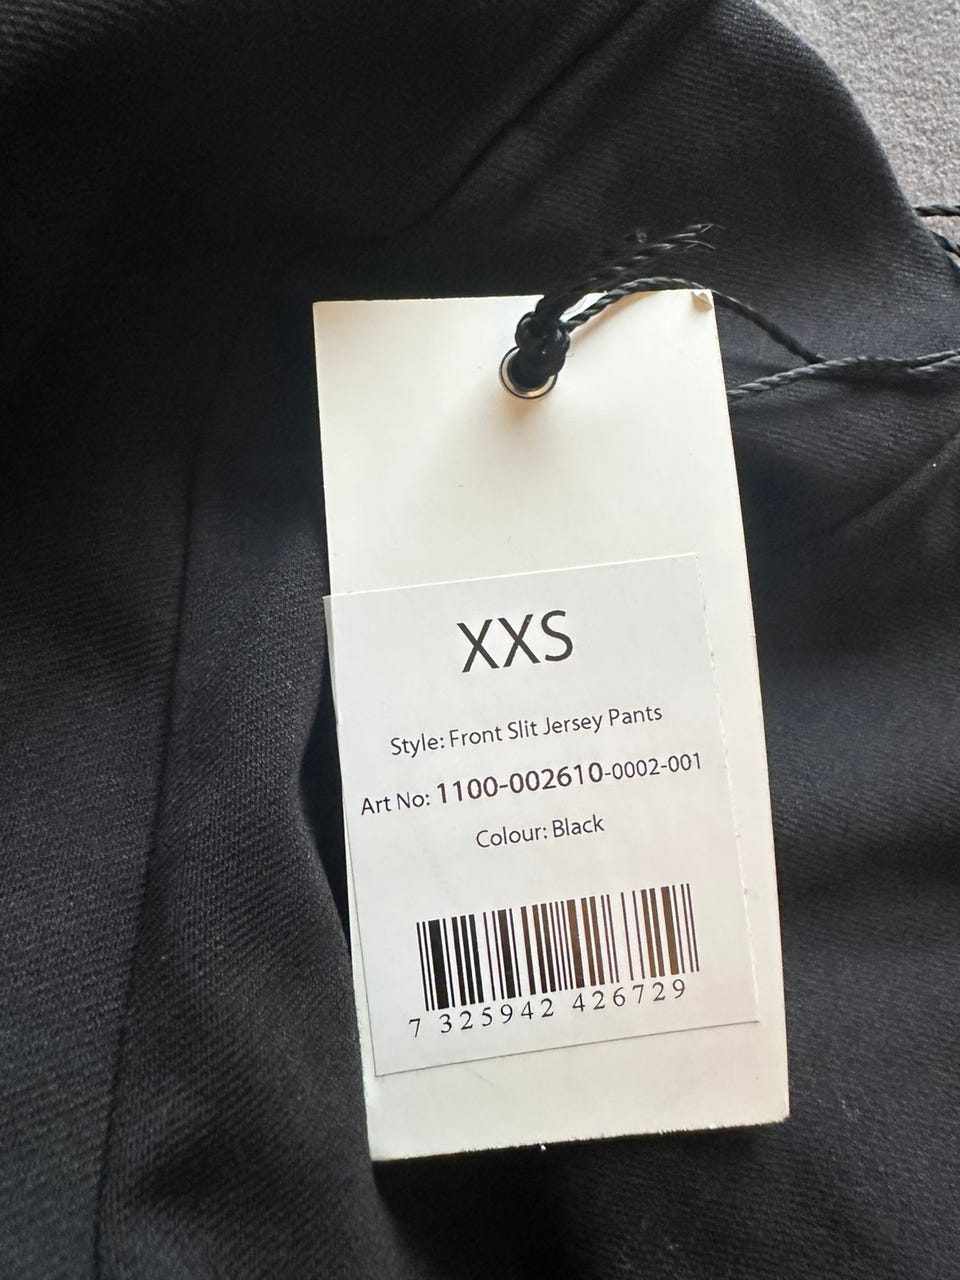 XXS
Style: Front Slit Jersey Pants
Art No: 1100-002610-0002-001
Colour: Black
7 325942 426729